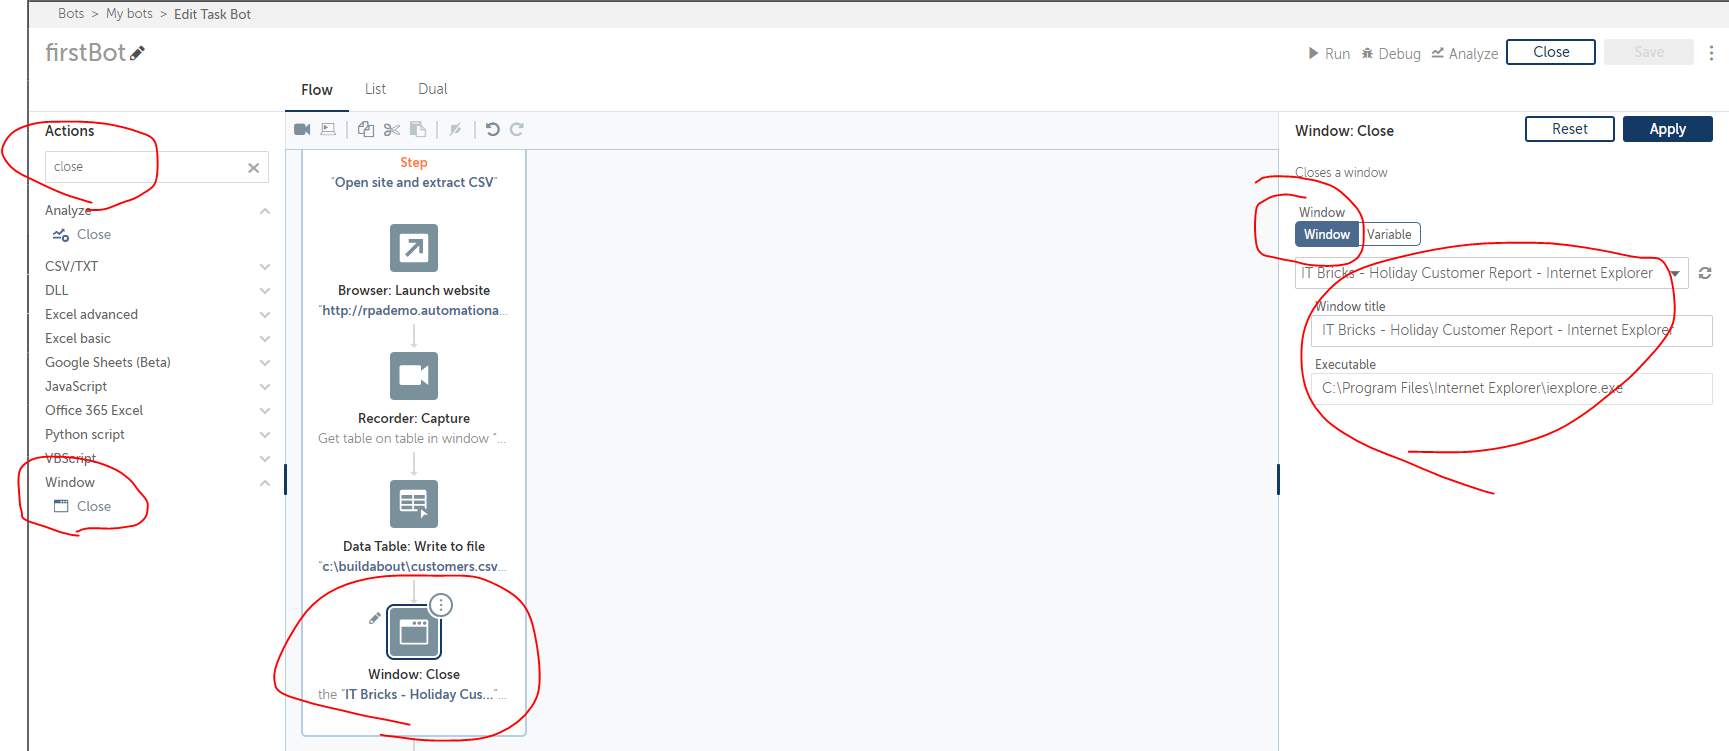 Bots > My bots > Edit Task Bot
firstBot
Run Debug Analyze Close Save
Flow List Dual
Actions
close
Analyze
Close
CSV/TXT
DLL
Excel advanced
Excel basic
Google Sheets (Beta)
JavaScript
Office 365 Excel
Python script
VBScript
Window
Close
Step
"Open site and extract CSV"
Browser: Launch website
"http://rpademo.automationa...
Recorder: Capture
Get table on table in window "...
Data Table: Write to file
"c:\buildabout\customers.csv...
Window: Close
the "IT Bricks - Holiday Cus..."...
Window: Close Reset Apply
Closes a window
Window
Window Variable
IT Bricks - Holiday Customer Report - Internet Explorer
Window title
IT Bricks - Holiday Customer Report - Internet Explorer
Executable
C:\Program Files\Internet Explorer\iexplore.exe